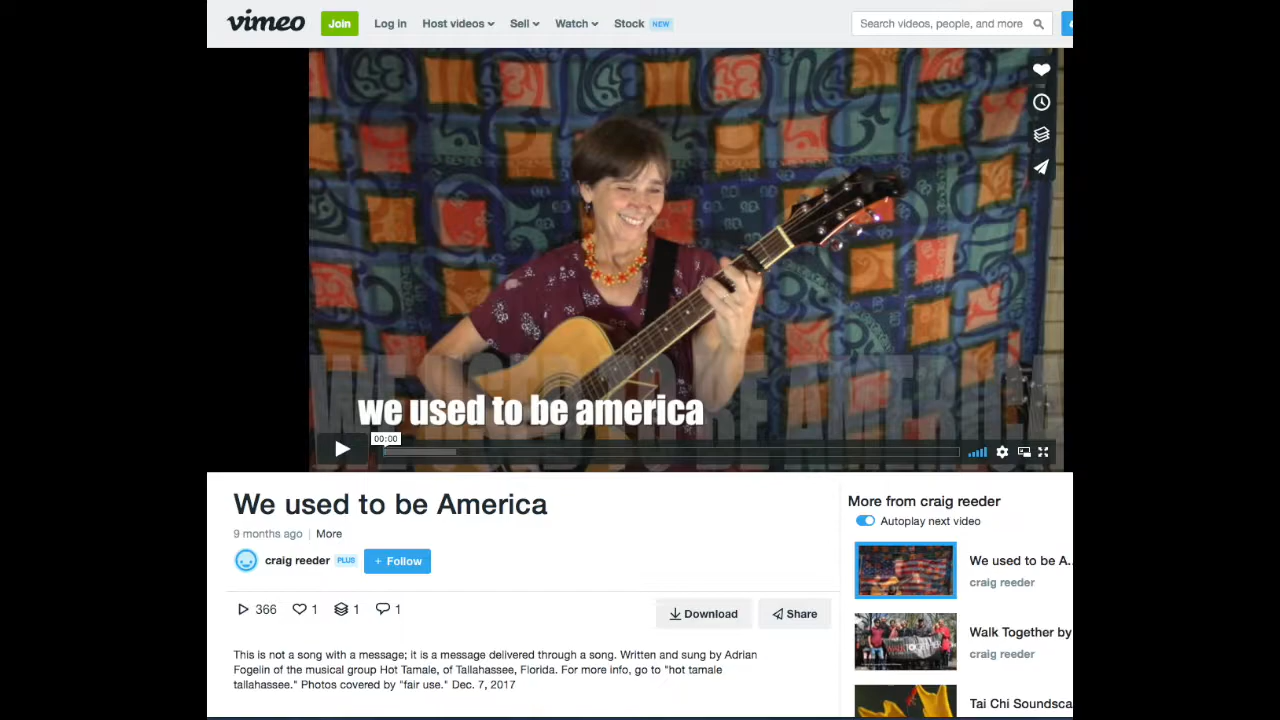 vimeo
Join Log in Host videos Sell Watch Stock NEW
Search videos, people, and more
WE USED TO BE AMERICA
we used to be america
00:00
We used to be America
9 months ago | More
craig reeder PLUS + Follow
366 1 1 1
Download Share
This is not a song with a message; it is a message delivered through a song. Written and sung by Adrian
Fogelin of the musical group Hot Tamale, of Tallahassee, Florida. For more info, go to "hot tamale
tallahassee." Photos covered by "fair use." Dec. 7, 2017
More from craig reeder
Autoplay next video
We used to be A...
craig reeder
Walk Together by
craig reeder
Tai Chi Soundsca